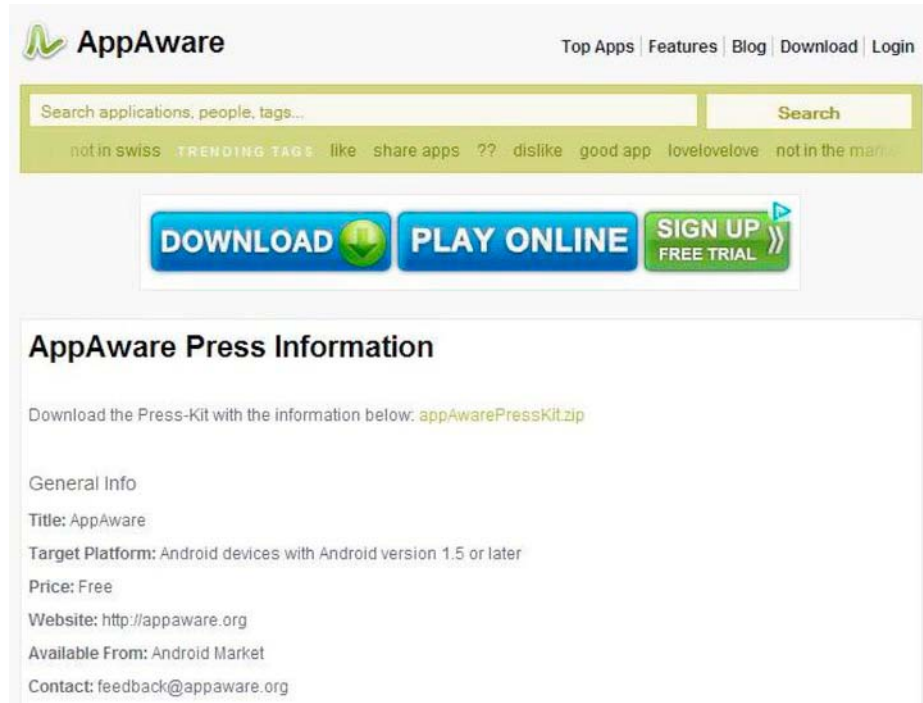 AppAware
Top Apps Features Blog Download Login
Search applications, people, tags...
Search
not in swiss TRENDING TAGS like share apps ?? dislike good app lovelovelove not in the
DOWNLOAD PLAY ONLINE SIGN UP
FREE TRIAL
AppAware Press Information
Download the Press-Kit with the information below: appAwarePressKit.zip
General Info
Title: AppAware
Target Platform: Android devices with Android version 1.5 or later
Price: Free
Website: http://appaware.org
Available From: Android Market
Contact: feedback@appaware.org